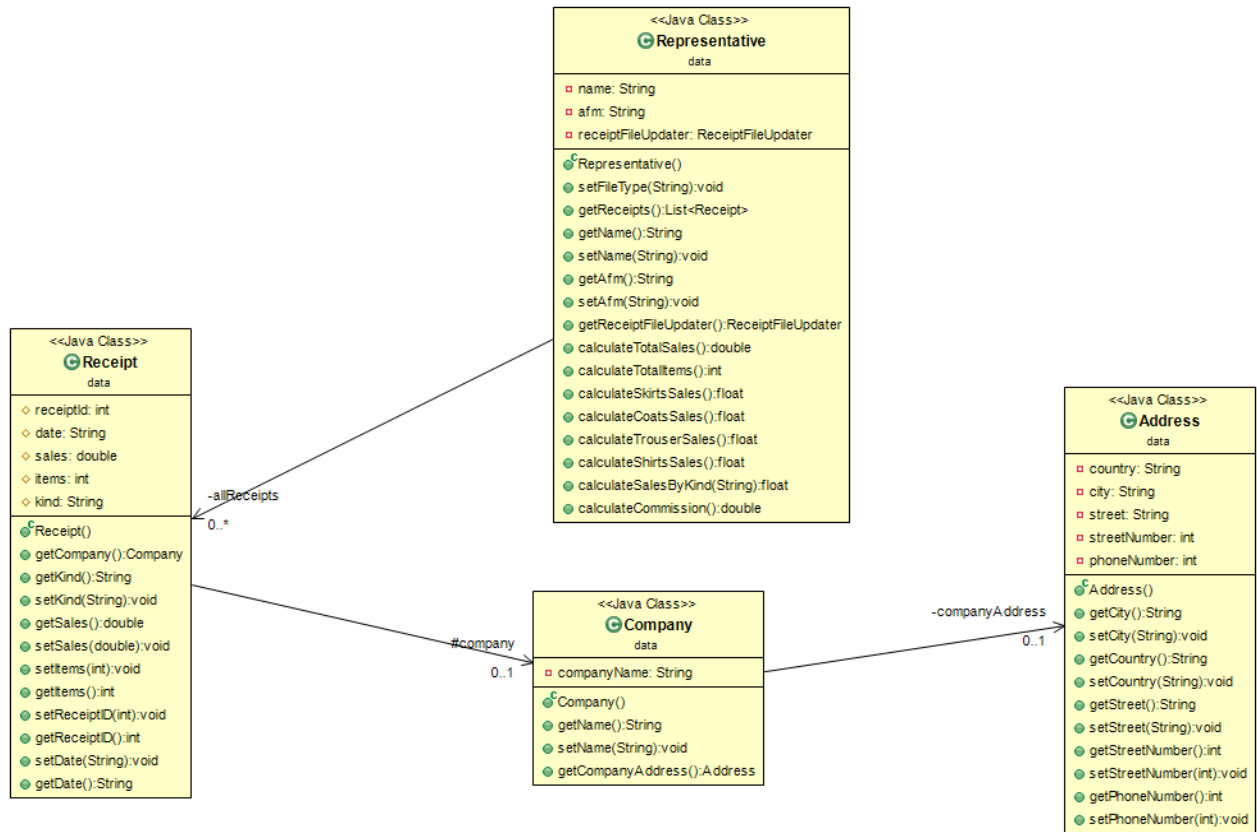 <<Java Class>>
Representative
data
name: String
afm: String
receiptFileUpdater: ReceiptFileUpdater
Representative()
setFileType(String):void
getReceipts():List<Receipt>
getName():String
setName(String):void
getAfm():String
setAfm(String):void
getReceiptFileUpdater():ReceiptFileUpdater
calculateTotalSales():double
calculateTotalItems():int
calculateSkirtsSales():float
calculateCoatsSales():float
calculateTrouserSales():float
calculateShirtsSales():float
calculateSalesByKind(String):float
calculateCommission():double
<<Java Class>>
Receipt
data
receiptId: int
date: String
sales: double
items: int
kind: String
Receipt()
getCompany():Company
getKind():String
setKind(String):void
getSales():double
setSales(double):void
setItems(int):void
getItems():int
setReceiptID(int):void
getReceiptID():int
setDate(String):void
getDate():String
-allReceipts
0..*
#company
0..1
<<Java Class>>
Company
data
companyName: String
Company()
getName():String
setName(String):void
getCompanyAddress():Address
-companyAddress
0..1
<<Java Class>>
Address
data
country: String
city: String
street: String
streetNumber: int
phoneNumber: int
Address()
getCity():String
setCity(String):void
getCountry():String
setCountry(String):void
getStreet():String
setStreet(String):void
getStreetNumber():int
setStreetNumber(int):void
getPhoneNumber():int
setPhoneNumber(int):void